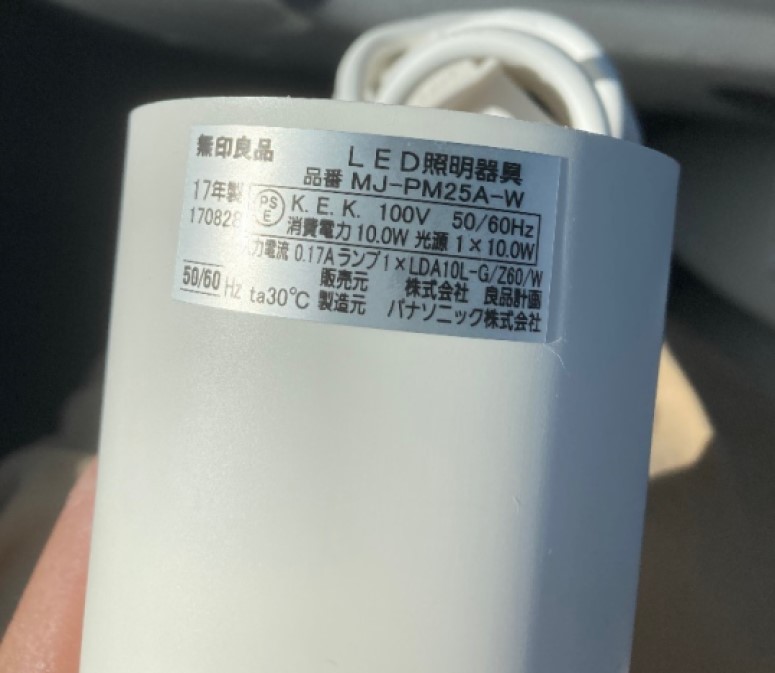 無印良品
LED照明器具
品番 MJ-PM25A-W
17年製
170828
PS E
K.E.K. 100V 50/60Hz
消費電力 10.0W 光源 1×10.0W
入力電流 0.17A ランプ1×LDA10L-G/Z60/W
50/60 Hz ta30℃
販売元 株式会社 良品計画
製造元 パナソニック株式会社